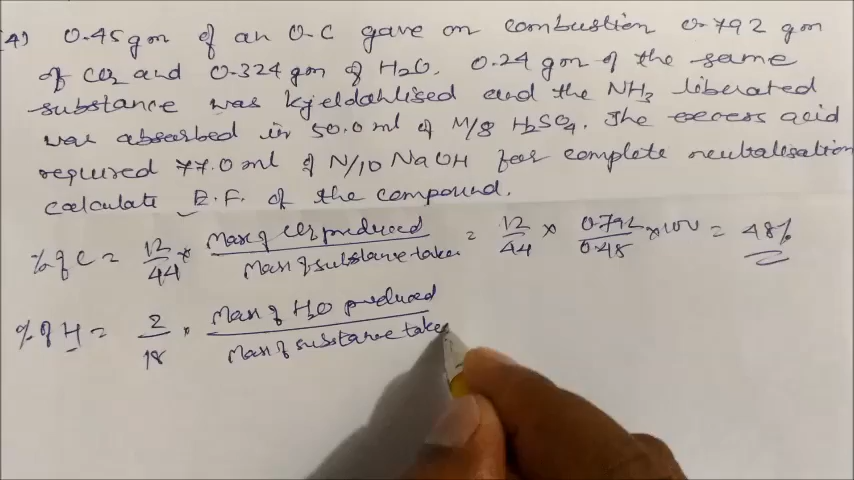 4) 0.45 gm of an O.C gave on combustion 0.792 gm
of CO2 and 0.324 gm of H2O. 0.24 gm of the same
substance was Kjeldahlised and the NH3 liberated
was absorbed in 50.0 ml of M/8 H2SO4. The excess acid
required 77.0 ml of N/10 NaOH for complete neutralisation
calculate E.F. of the compound.
% of C = 12/44 × Mass of CO2 produced / Mass of substance taken = 12/44 × 0.792/0.45 × 100 = 48%
% of H = 2/18 × Mass of H2O produced / Mass of substance taken